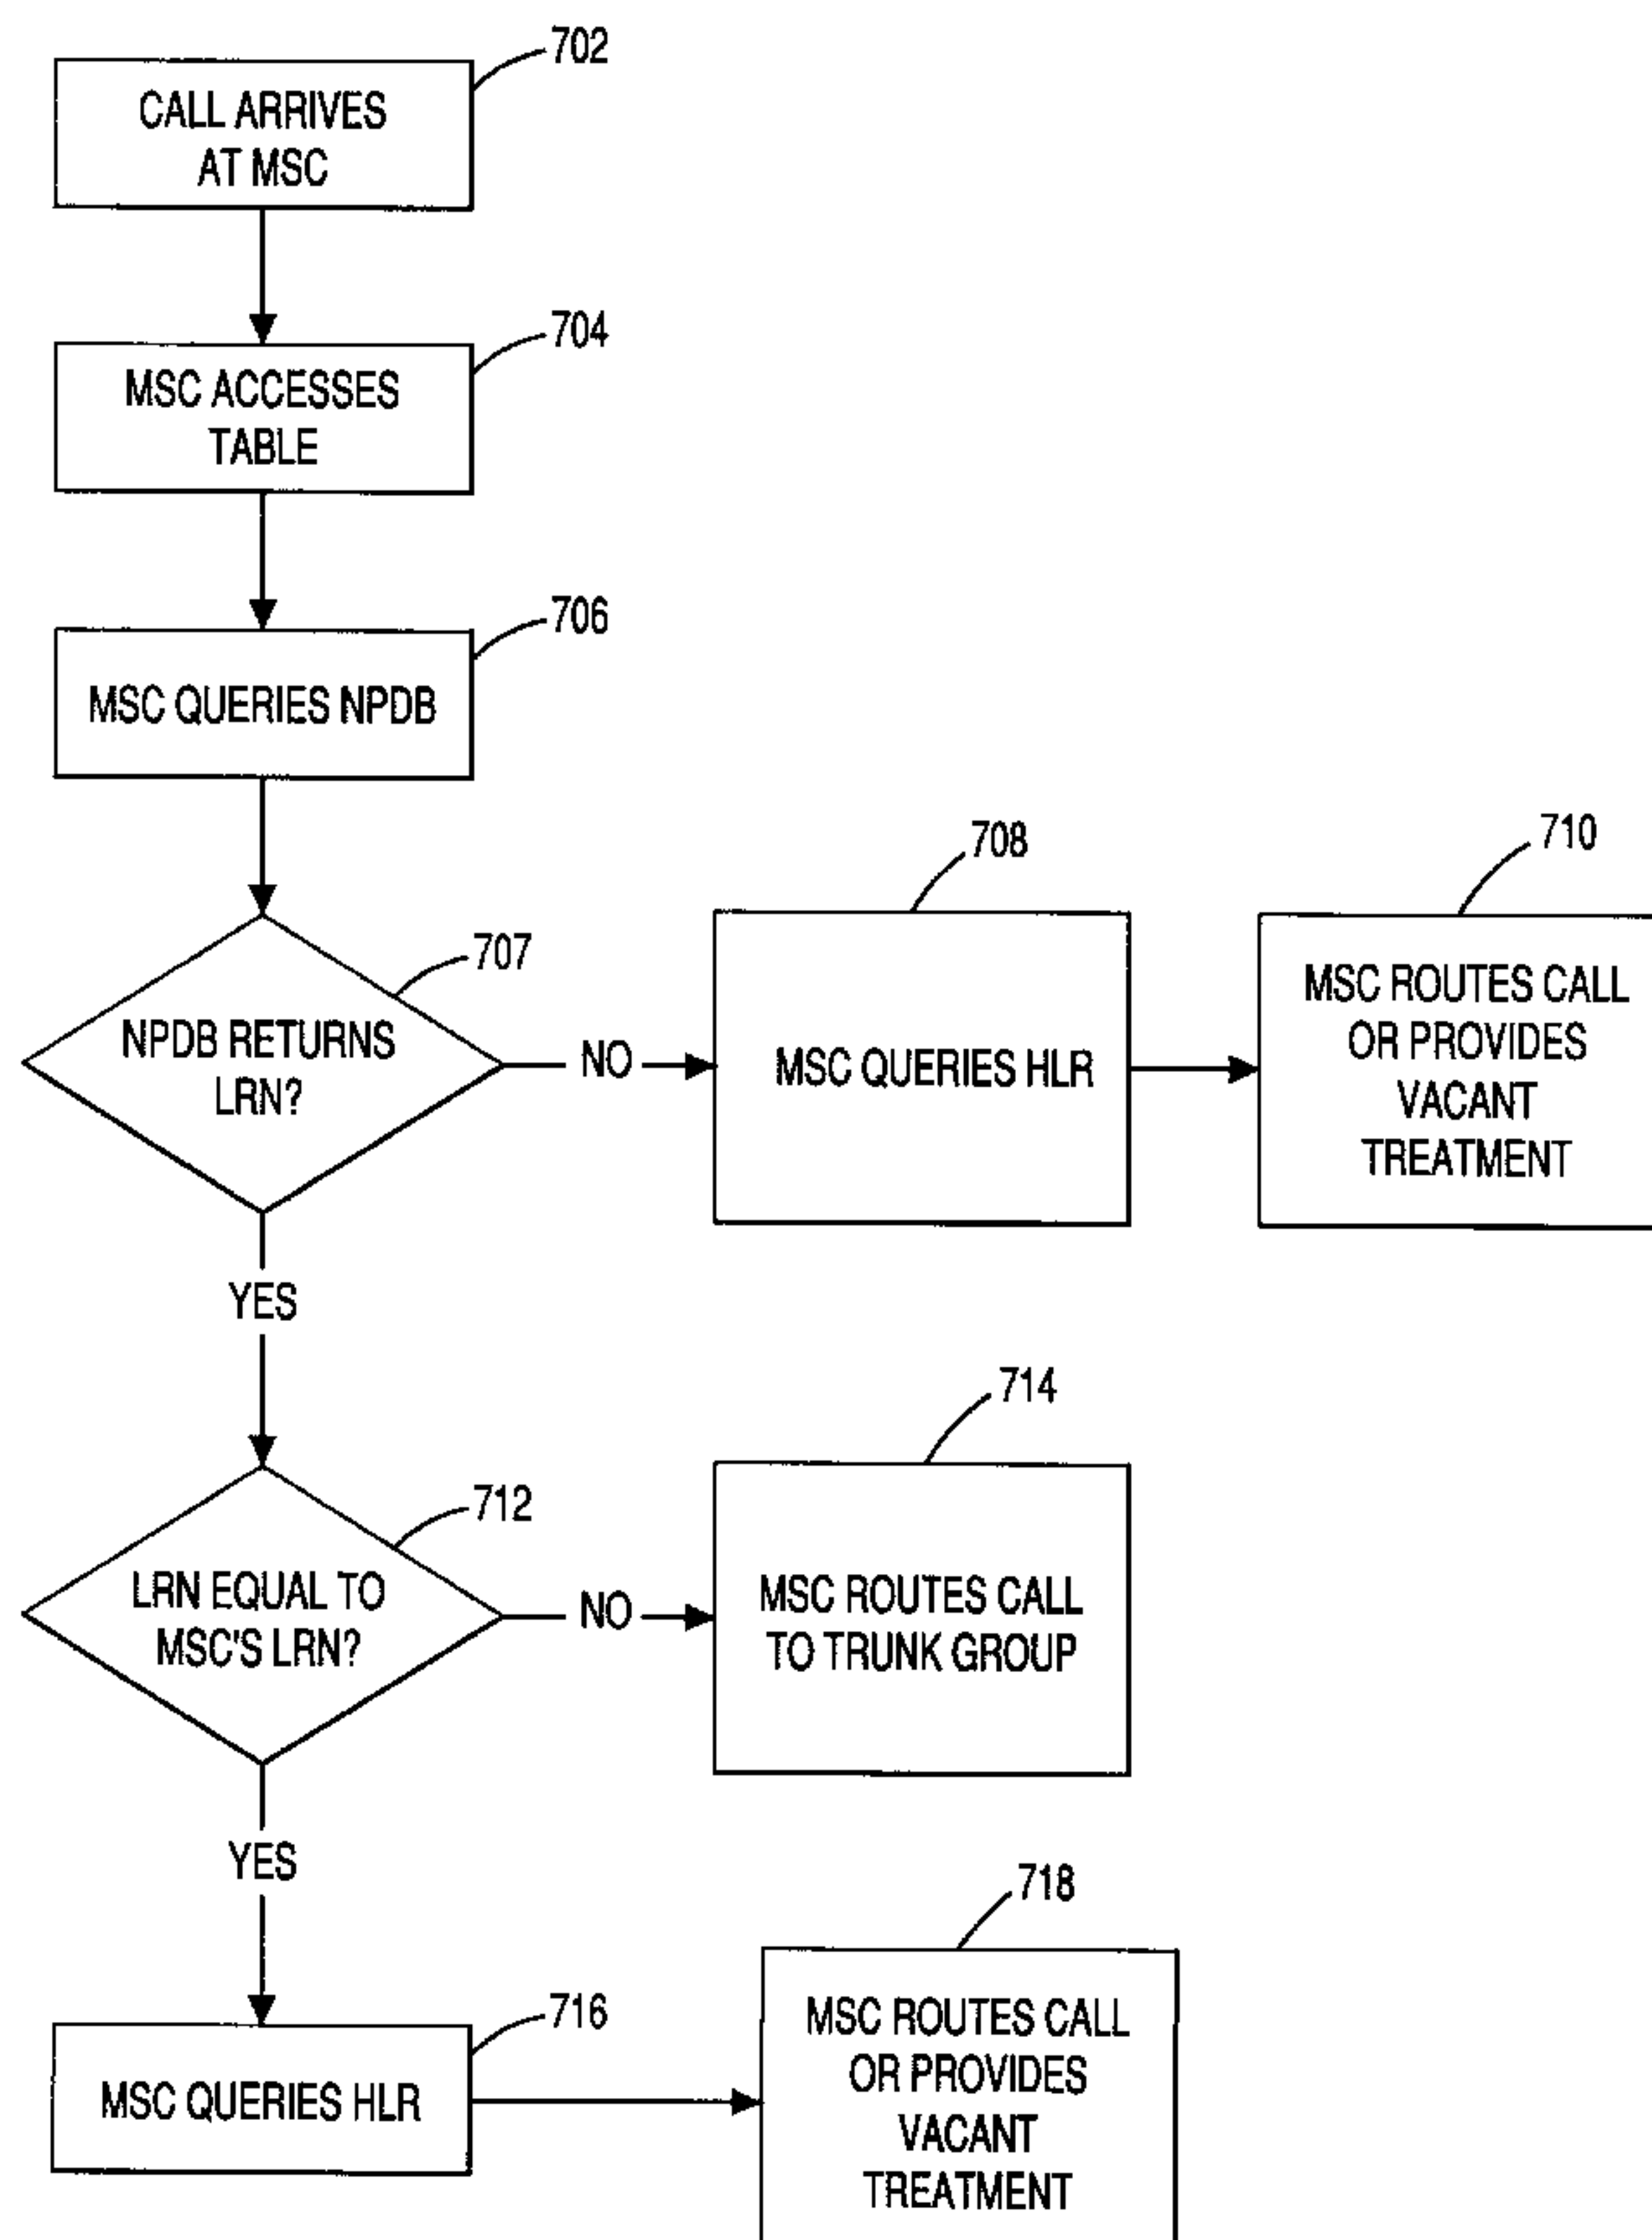 702
CALL ARRIVES
AT MSC
704
MSC ACCESSES
TABLE
706
MSC QUERIES NPDB
707
NPDB RETURNS
LRN?
NO
708
MSC QUERIES HLR
710
MSC ROUTES CALL
OR PROVIDES
VACANT
TREATMENT
YES
712
LRN EQUAL TO
MSC'S LRN?
NO
714
MSC ROUTES CALL
TO TRUNK GROUP
YES
716
MSC QUERIES HLR
718
MSC ROUTES CALL
OR PROVIDES
VACANT
TREATMENT